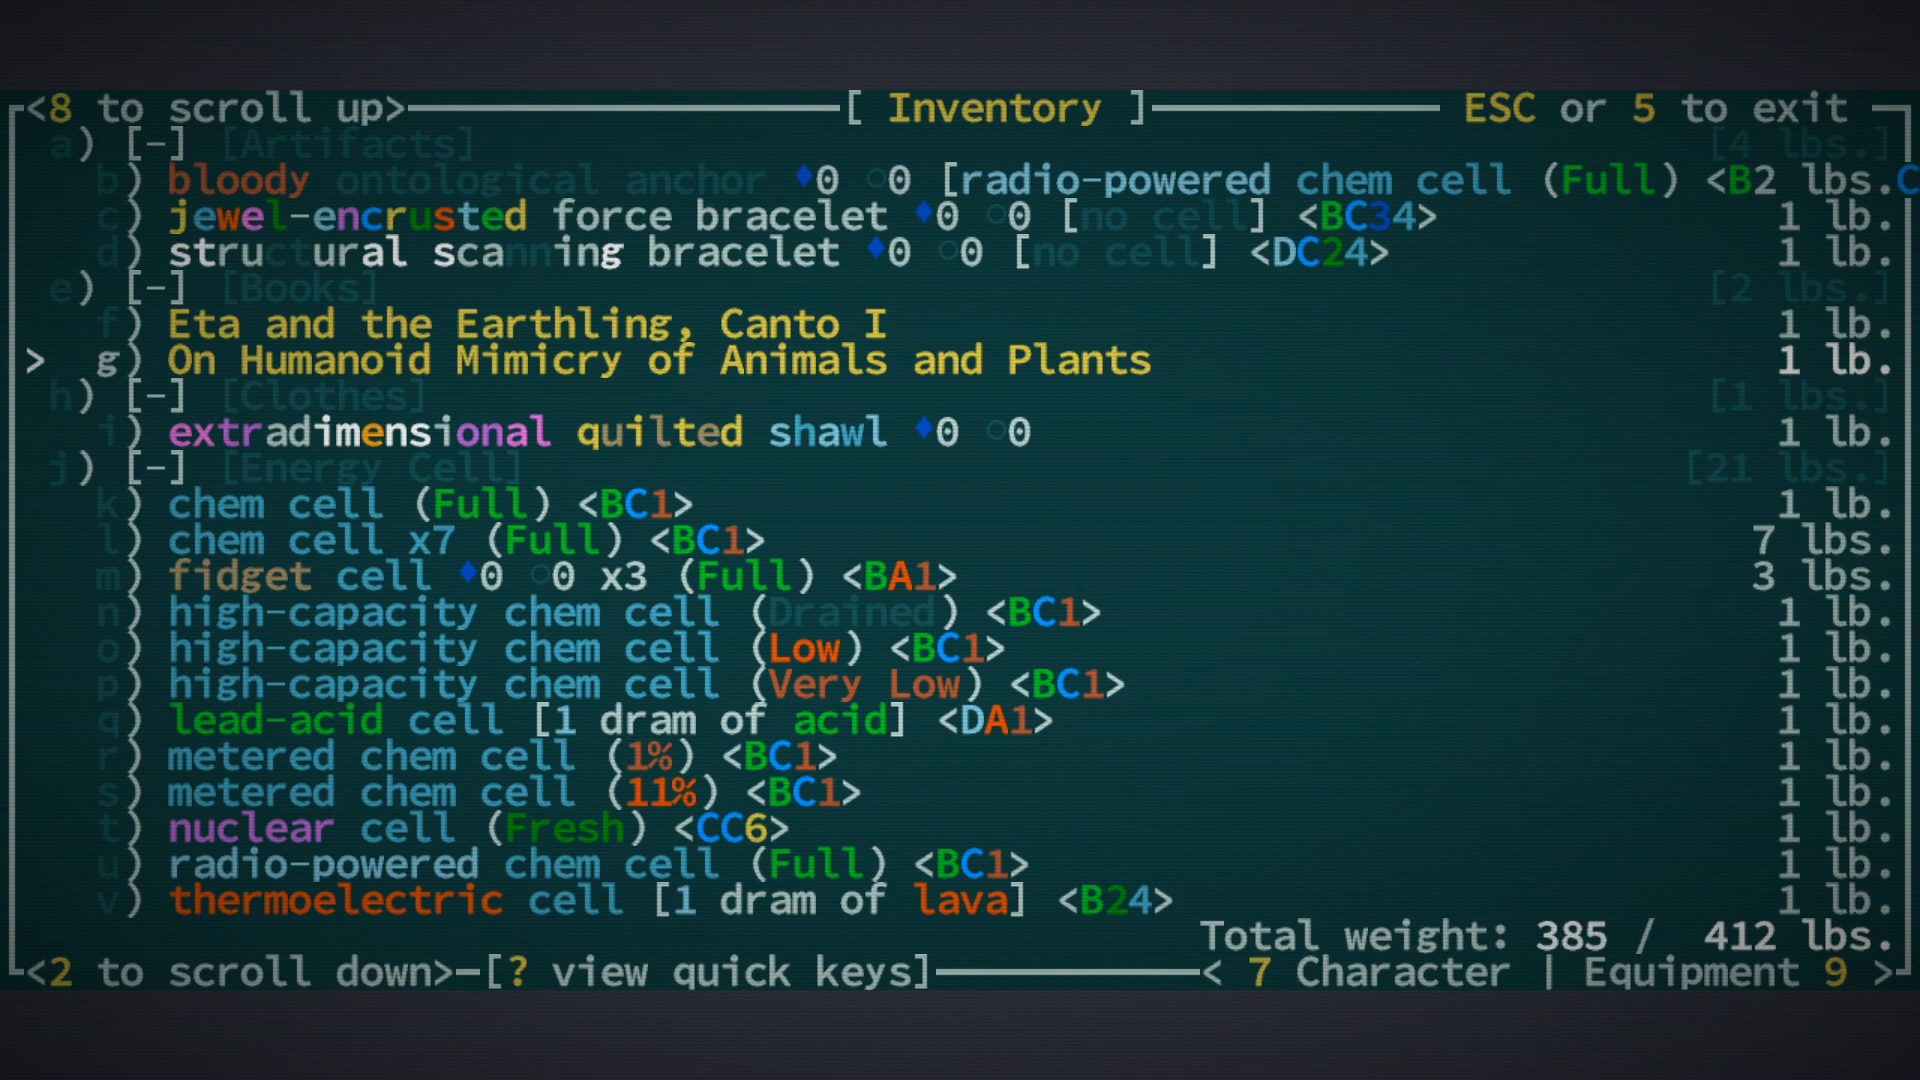 <8 to scroll up> [ Inventory ] ESC or 5 to exit
a) [-] [Artifacts] [4 lbs.]
b) bloody ontological anchor ♦0 ○0 [radio-powered chem cell (Full) <B2 lbs.C
c) jewel-encrusted force bracelet ♦0 ○0 [no cell] <BC34> 1 lb.
d) structural scanning bracelet ♦0 ○0 [no cell] <DC24> 1 lb.
e) [-] [Books] [2 lbs.]
f) Eta and the Earthling, Canto I 1 lb.
> g) On Humanoid Mimicry of Animals and Plants 1 lb.
h) [-] [Clothes] [1 lbs.]
i) extradimensional quilted shawl ♦0 ○0 1 lb.
j) [-] [Energy Cell] [21 lbs.]
k) chem cell (Full) <BC1> 1 lb.
l) chem cell x7 (Full) <BC1> 7 lbs.
m) fidget cell ♦0 ○0 x3 (Full) <BA1> 3 lbs.
n) high-capacity chem cell (Drained) <BC1> 1 lb.
o) high-capacity chem cell (Low) <BC1> 1 lb.
p) high-capacity chem cell (Very Low) <BC1> 1 lb.
q) lead-acid cell [1 dram of acid] <DA1> 1 lb.
r) metered chem cell (1%) <BC1> 1 lb.
s) metered chem cell (11%) <BC1> 1 lb.
t) nuclear cell (Fresh) <CC6> 1 lb.
u) radio-powered chem cell (Full) <BC1> 1 lb.
v) thermoelectric cell [1 dram of lava] <B24> 1 lb.
Total weight: 385 / 412 lbs.
<2 to scroll down> [? view quick keys] < 7 Character | Equipment 9 >